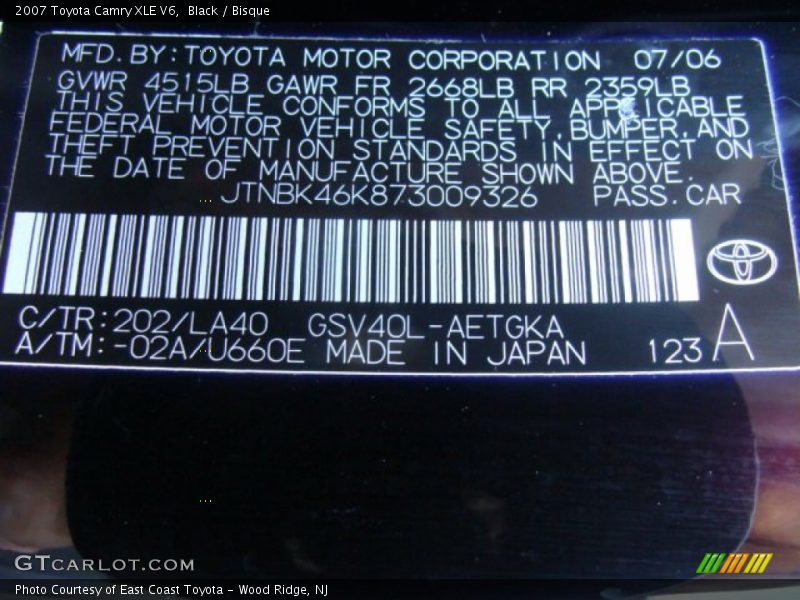 2007 Toyota Camry XLE V6,  Black / Bisque
MFD. BY: TOYOTA MOTOR CORPORATION 07/06
GVWR 4515LB GAWR FR 2668LB RR 2359LB
THIS VEHICLE CONFORMS TO ALL APPLICABLE
FEDERAL MOTOR VEHICLE SAFETY, BUMPER, AND
THEFT PREVENTION STANDARDS IN EFFECT ON
THE DATE OF MANUFACTURE SHOWN ABOVE.
JTNBK46K873009326 PASS. CAR
C/TR: 202/LA40 GSV40L-AETGKA
A/TM: -02A/U660E MADE IN JAPAN 123 A
GTCARLOT.COM
Photo Courtesy of East Coast Toyota - Wood Ridge, NJ